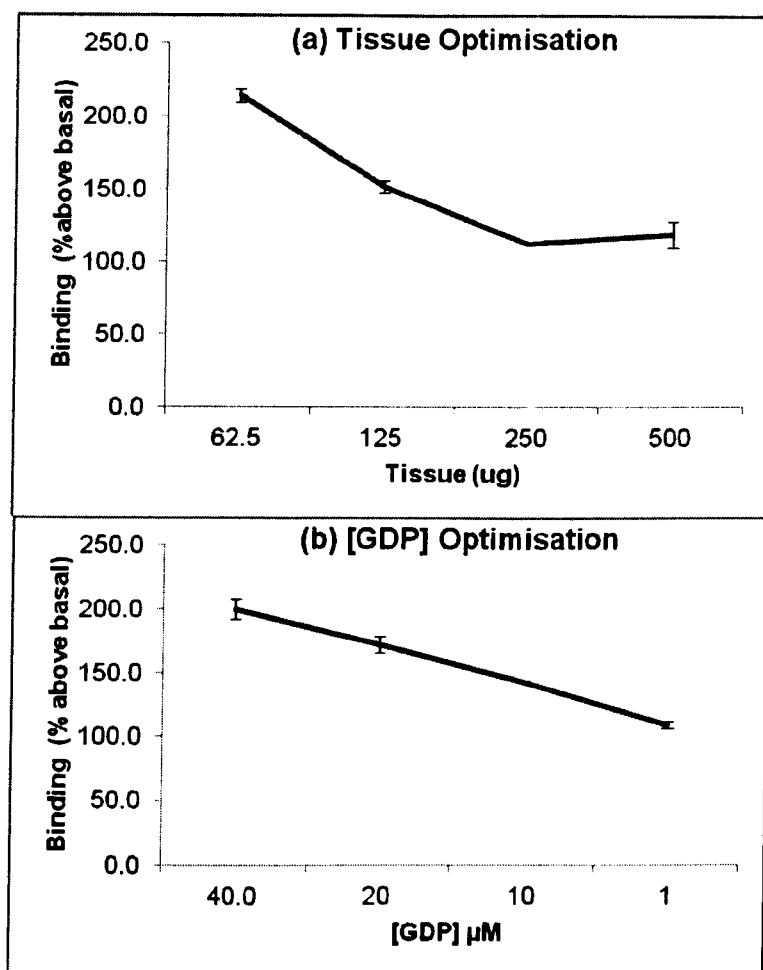 (a) Tissue Optimisation
Binding (%above basal)
250.0
200.0
150.0
100.0
50.0
0.0
62.5 125 250 500
Tissue (ug)
(b) [GDP] Optimisation
Binding (% above basal)
250.0
200.0
150.0
100.0
50.0
0.0
40.0 20 10 1
[GDP] µM